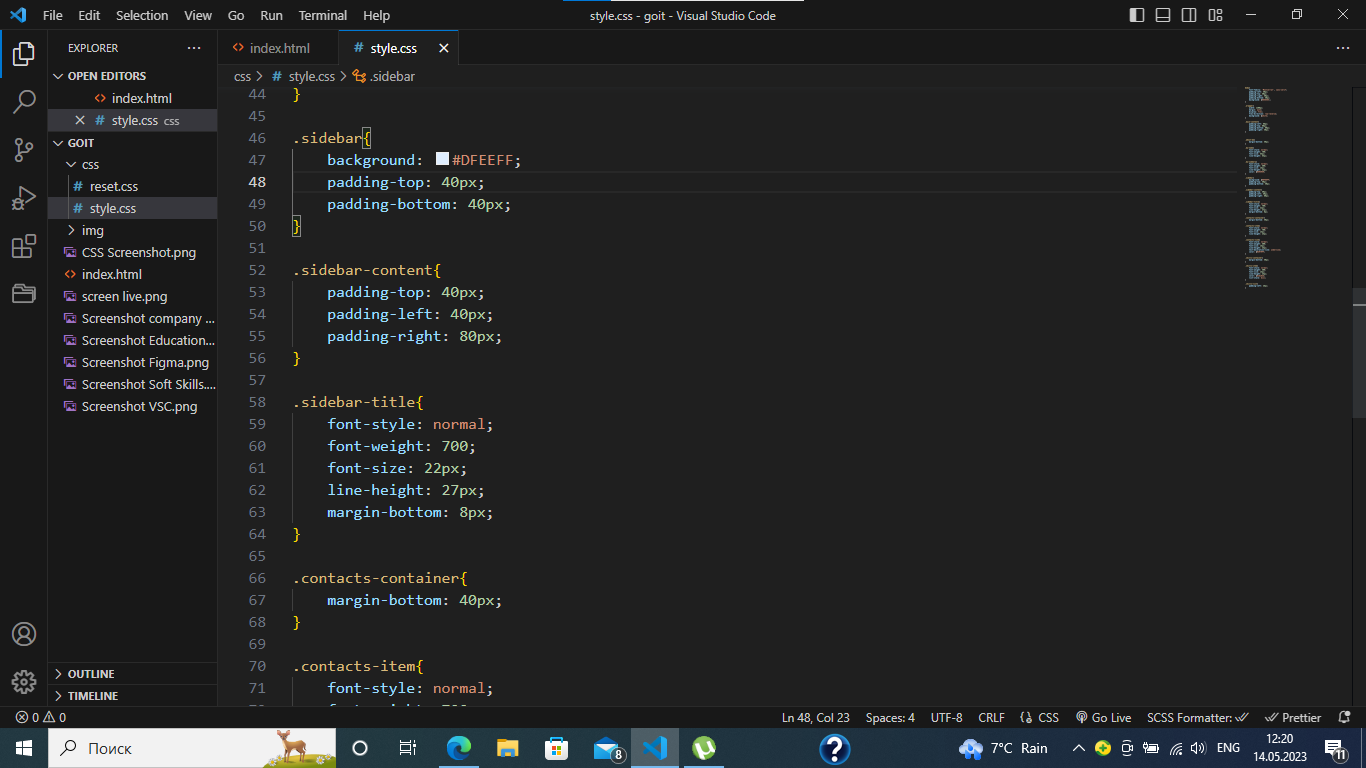 File Edit Selection View Go Run Terminal Help
style.css - goit - Visual Studio Code
EXPLORER
OPEN EDITORS
index.html
style.css css
GOIT
css
reset.css
style.css
img
CSS Screenshot.png
index.html
screen live.png
Screenshot company ...
Screenshot Education...
Screenshot Figma.png
Screenshot Soft Skills....
Screenshot VSC.png
OUTLINE
TIMELINE
index.html
style.css
css > # style.css > .sidebar
44 }
45
46 .sidebar{
47 background: #DFEEFF;
48 padding-top: 40px;
49 padding-bottom: 40px;
50 }
51
52 .sidebar-content{
53 padding-top: 40px;
54 padding-left: 40px;
55 padding-right: 80px;
56 }
57
58 .sidebar-title{
59 font-style: normal;
60 font-weight: 700;
61 font-size: 22px;
62 line-height: 27px;
63 margin-bottom: 8px;
64 }
65
66 .contacts-container{
67 margin-bottom: 40px;
68 }
69
70 .contacts-item{
71 font-style: normal;
0 0
Ln 48, Col 23 Spaces: 4 UTF-8 CRLF {} CSS Go Live SCSS Formatter: Prettier
Поиск
8
7°C Rain
ENG
12:20
14.05.2023
11